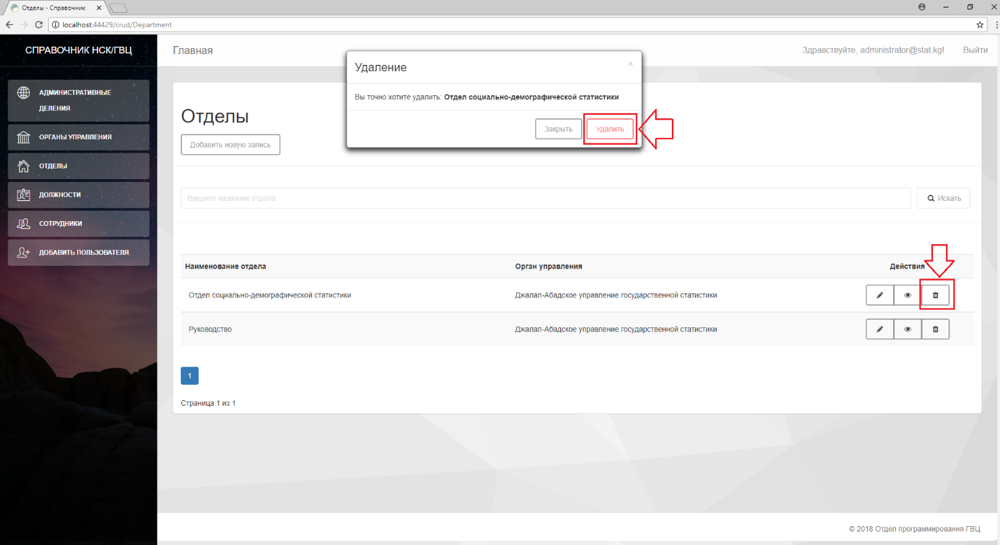 Отделы - Справочник
localhost:44429/crud/Department
СПРАВОЧНИК НСК/ГВЦ
АДМИНИСТРАТИВНЫЕ
ДЕЛЕНИЯ
ОРГАНЫ УПРАВЛЕНИЯ
ОТДЕЛЫ
ДОЛЖНОСТИ
СОТРУДНИКИ
ДОБАВИТЬ ПОЛЬЗОВАТЕЛЯ
Главная
Здравствуйте, administrator@stat.kg! Выйти
Удаление ×
Вы точно хотите удалить: Отдел социально-демографической статистики
Закрыть Удалить
Отделы
Добавить новую запись
Введите название отдела Искать
Наименование отдела Орган управления Действия
Отдел социально-демографической статистики Джалал-Абадское управление государственной статистики
Руководство Джалал-Абадское управление государственной статистики
1
Страница 1 из 1
© 2018 Отдел программирования ГВЦ